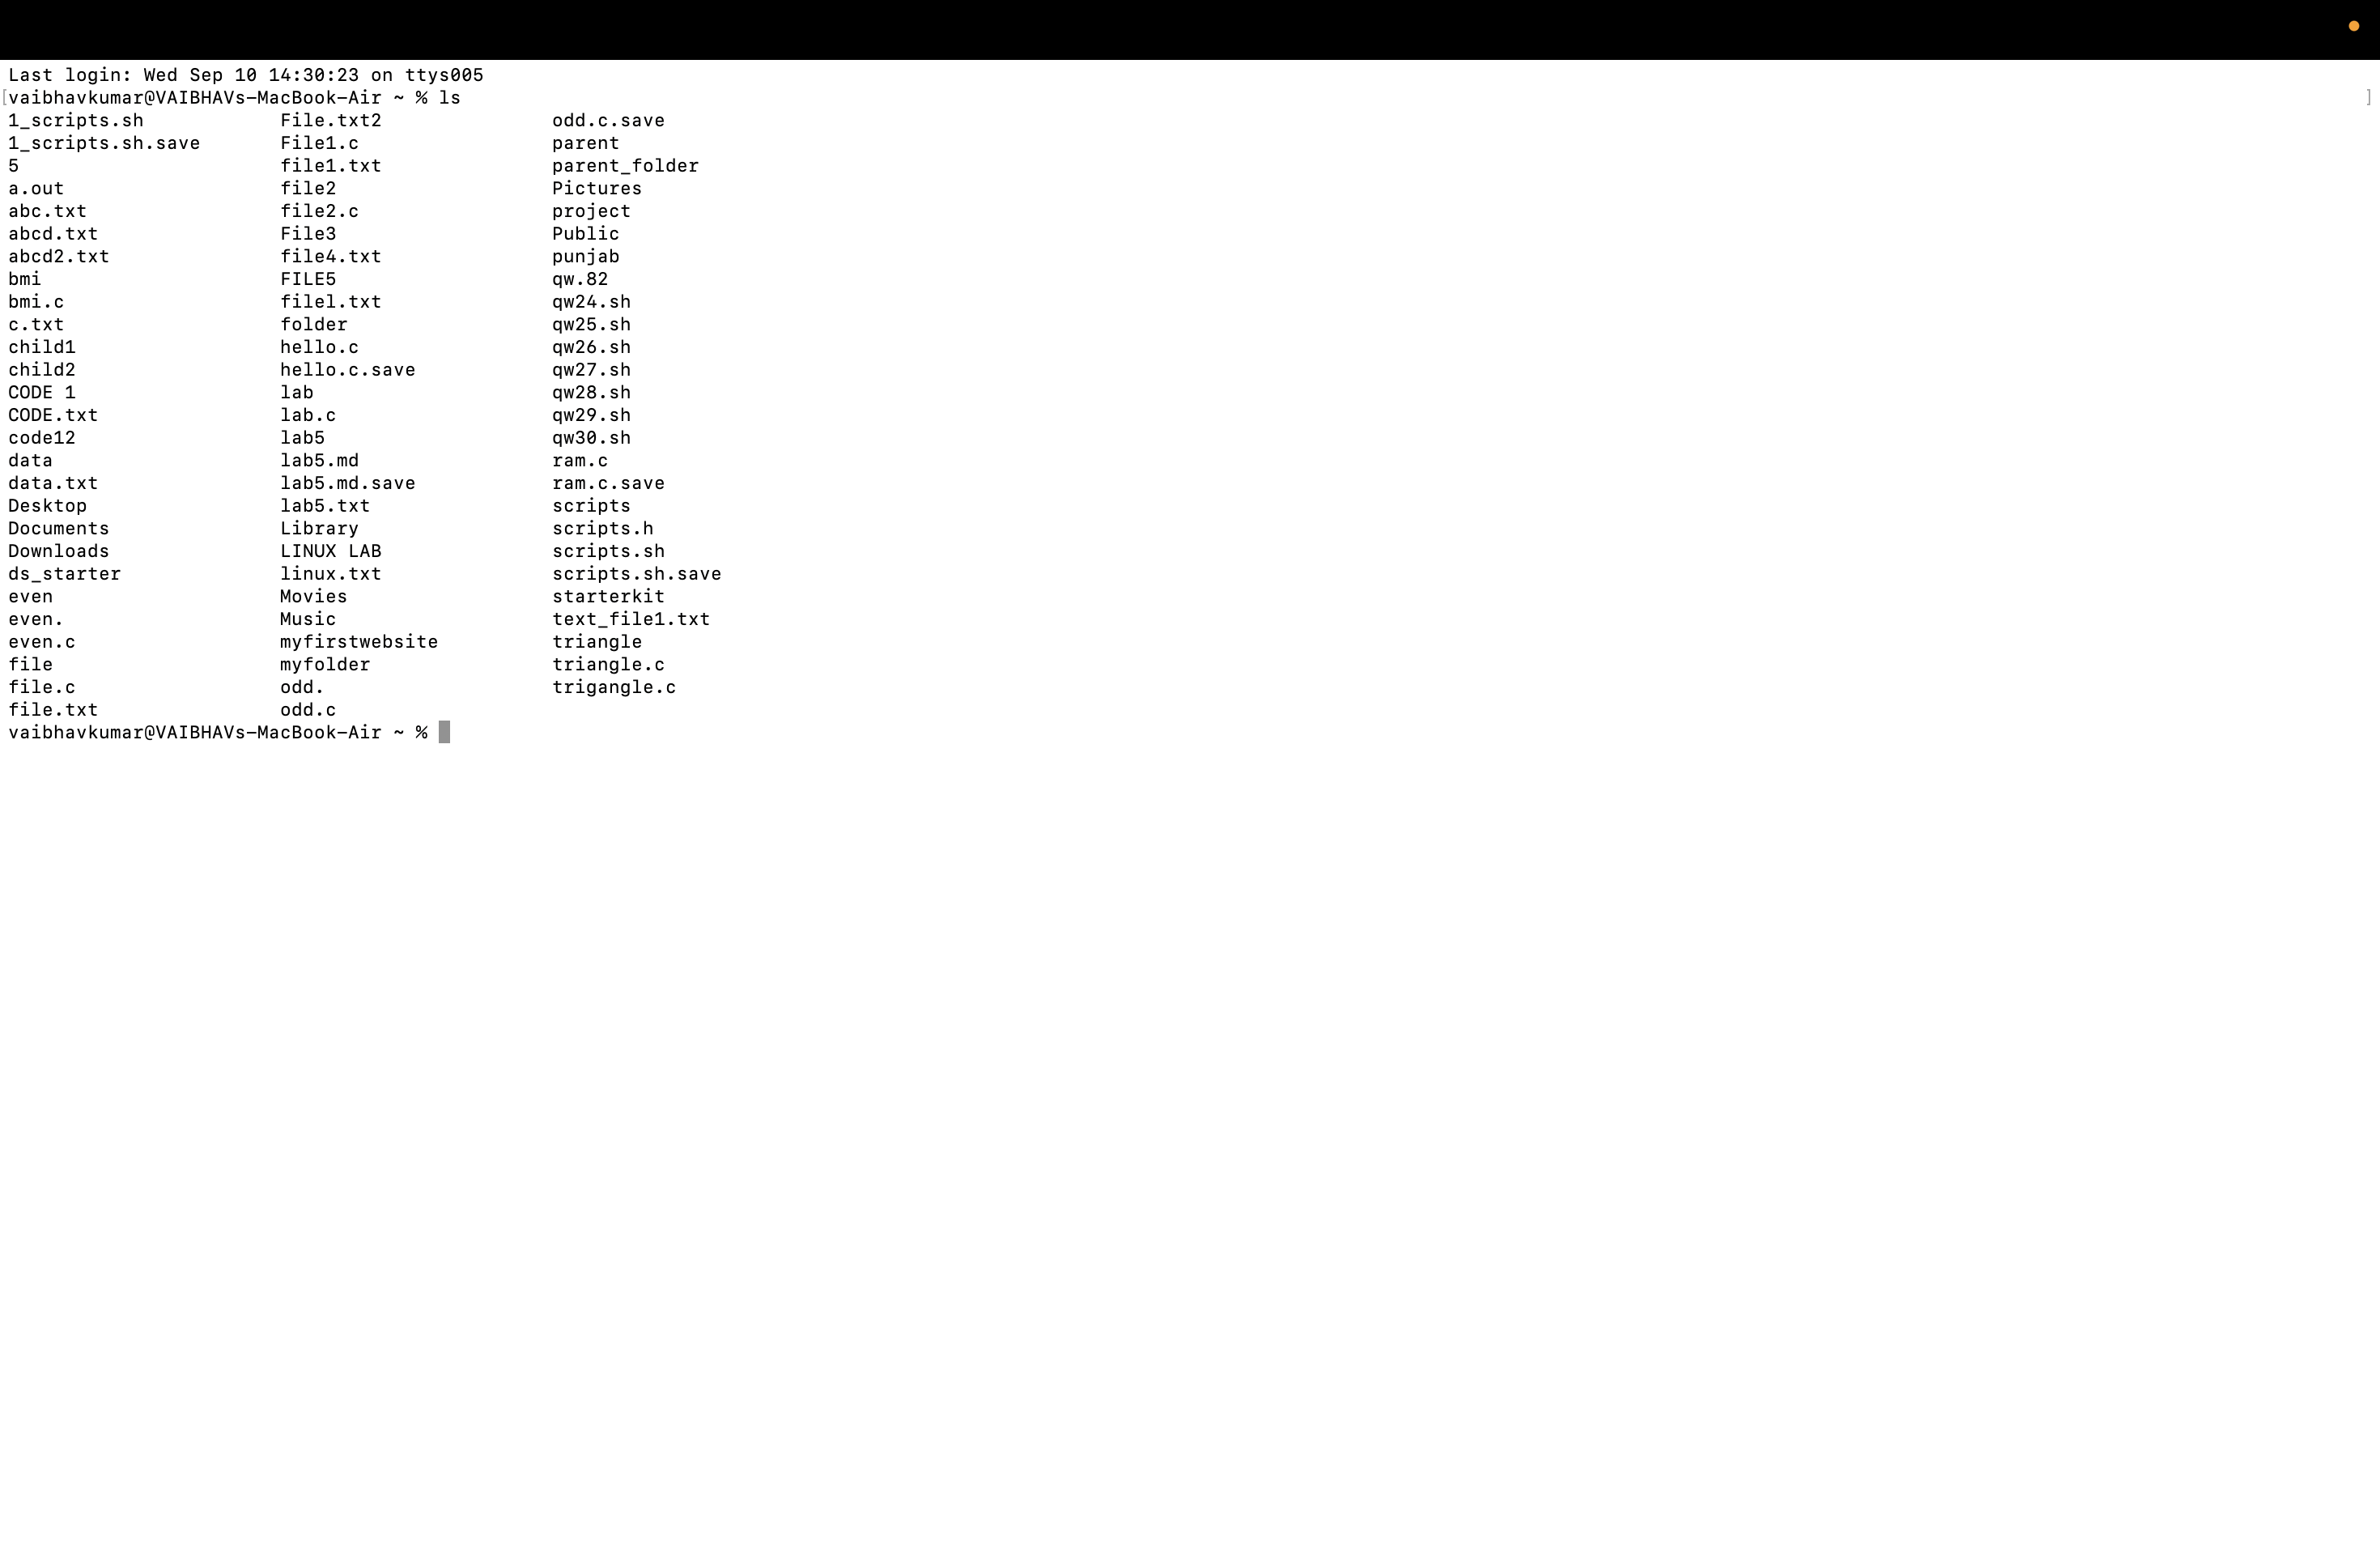 Last login: Wed Sep 10 14:30:23 on ttys005
[vaibhavkumar@VAIBHAVs-MacBook-Air ~ % ls ]
1_scripts.sh File.txt2 odd.c.save
1_scripts.sh.save File1.c parent
5 file1.txt parent_folder
a.out file2 Pictures
abc.txt file2.c project
abcd.txt File3 Public
abcd2.txt file4.txt punjab
bmi FILE5 qw.82
bmi.c filel.txt qw24.sh
c.txt folder qw25.sh
child1 hello.c qw26.sh
child2 hello.c.save qw27.sh
CODE 1 lab qw28.sh
CODE.txt lab.c qw29.sh
code12 lab5 qw30.sh
data lab5.md ram.c
data.txt lab5.md.save ram.c.save
Desktop lab5.txt scripts
Documents Library scripts.h
Downloads LINUX LAB scripts.sh
ds_starter linux.txt scripts.sh.save
even Movies starterkit
even. Music text_file1.txt
even.c myfirstwebsite triangle
file myfolder triangle.c
file.c odd. trigangle.c
file.txt odd.c
vaibhavkumar@VAIBHAVs-MacBook-Air ~ %